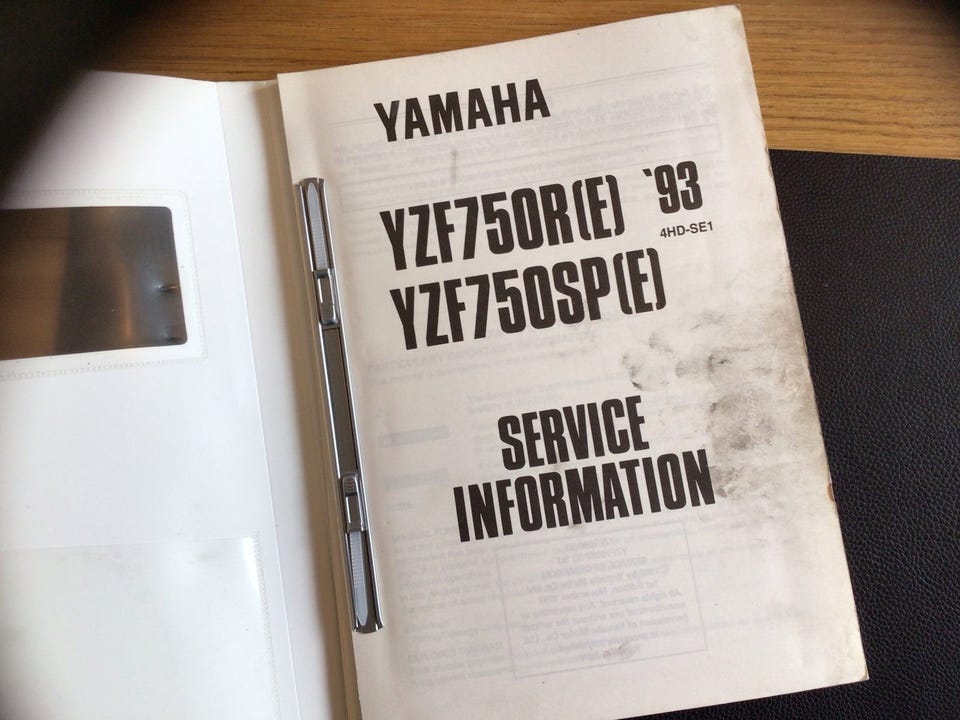 YAMAHA
YZF750R(E) `93
4HD-SE1
YZF750SP(E)
SERVICE
INFORMATION